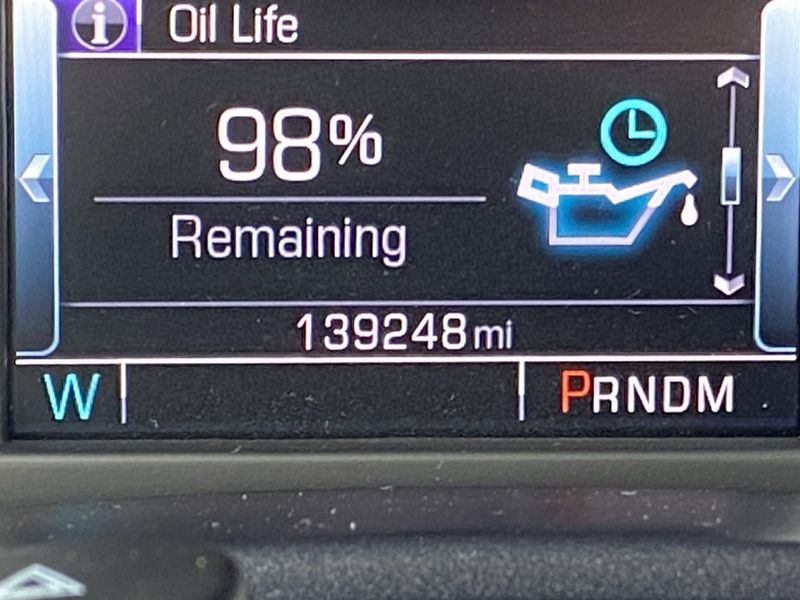 Oil Life
98%
Remaining
139248 mi
W PRNDM